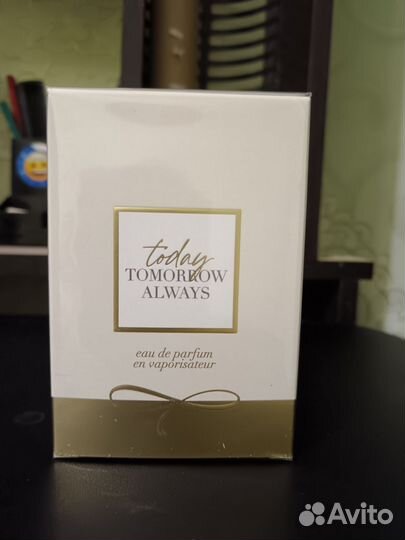 today
TOMORROW
ALWAYS
eau de parfum
en vaporisateur
Avito